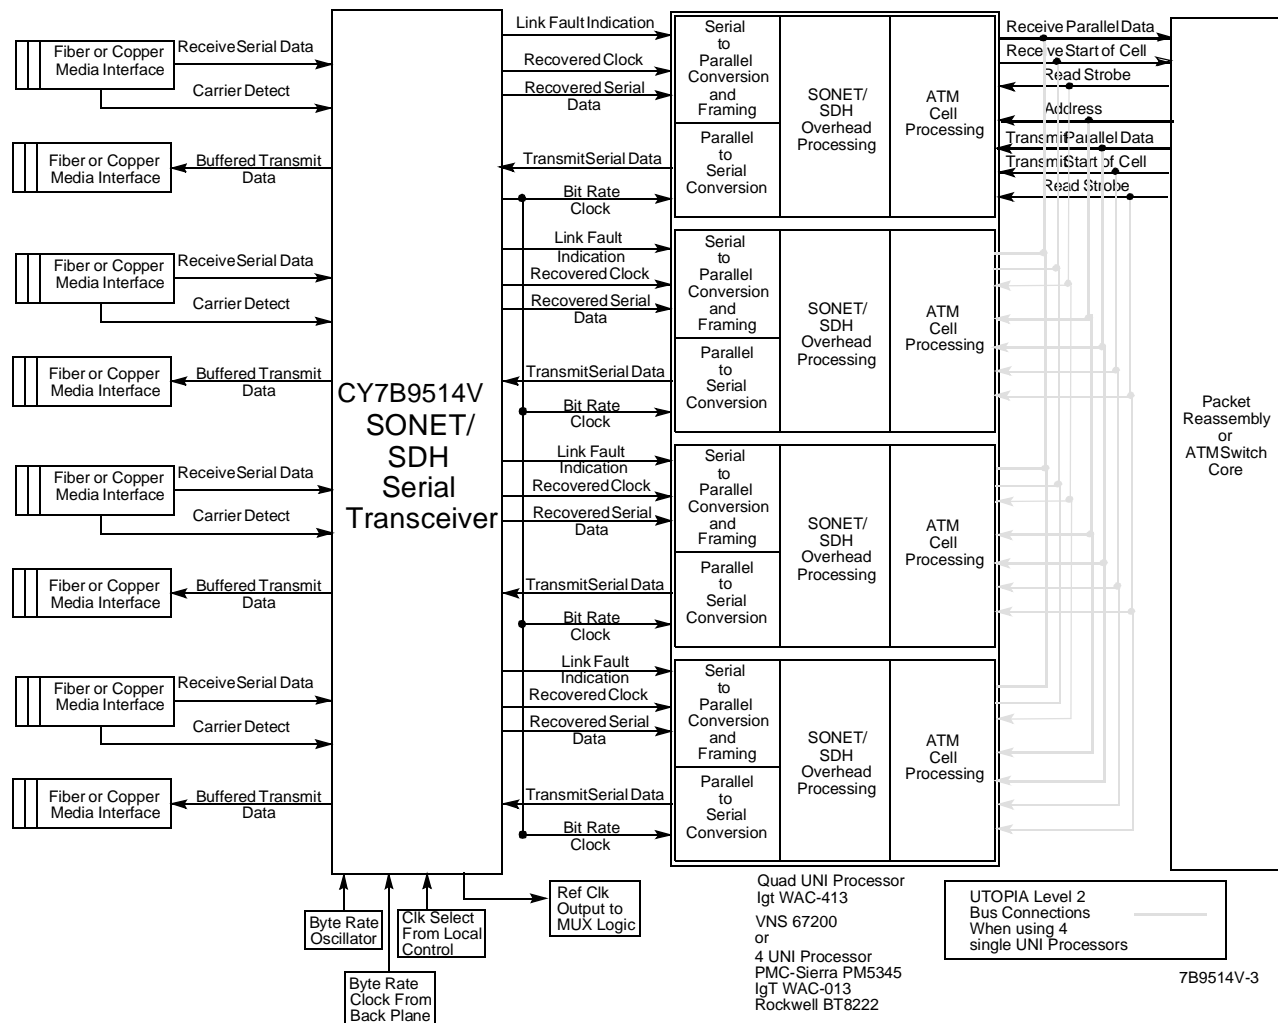 Fiber or Copper
Media Interface
Receive Serial Data
Carrier Detect
Fiber or Copper
Media Interface
Buffered Transmit
Data
Fiber or Copper
Media Interface
Receive Serial Data
Carrier Detect
Fiber or Copper
Media Interface
Buffered Transmit
Data
Fiber or Copper
Media Interface
Receive Serial Data
Carrier Detect
Fiber or Copper
Media Interface
Buffered Transmit
Data
Fiber or Copper
Media Interface
Receive Serial Data
Carrier Detect
Fiber or Copper
Media Interface
Buffered Transmit
Data
CY7B9514V
SONET/
SDH
Serial
Transceiver
Link Fault Indication
Recovered Clock
Recovered Serial
Data
Transmit Serial Data
Bit Rate
Clock
Link Fault
Indication
Recovered Clock
Recovered Serial
Data
Transmit Serial Data
Bit Rate
Clock
Link Fault
Indication
Recovered Clock
Recovered Serial
Data
Transmit Serial Data
Bit Rate
Clock
Link Fault
Indication
Recovered Clock
Recovered Serial
Data
Transmit Serial Data
Bit Rate
Clock
Serial
to
Parallel
Conversion
and
Framing
Parallel
to
Serial
Conversion
SONET/
SDH
Overhead
Processing
ATM
Cell
Processing
Serial
to
Parallel
Conversion
and
Framing
Parallel
to
Serial
Conversion
SONET/
SDH
Overhead
Processing
ATM
Cell
Processing
Serial
to
Parallel
Conversion
and
Framing
Parallel
to
Serial
Conversion
SONET/
SDH
Overhead
Processing
ATM
Cell
Processing
Serial
to
Parallel
Conversion
and
Framing
Parallel
to
Serial
Conversion
SONET/
SDH
Overhead
Processing
ATM
Cell
Processing
Receive Parallel Data
Receive Start of Cell
Read Strobe
Address
Transmit Parallel Data
Transmit Start of Cell
Read Strobe
Packet
Reassembly
or
ATM Switch
Core
Byte Rate
Oscillator
Clk Select
From Local
Control
Ref Clk
Output to
MUX Logic
Byte Rate
Clock From
Back Plane
Quad UNI Processor
Igt WAC-413
VNS 67200
or
4 UNI Processor
PMC-Sierra PM5345
IgT WAC-013
Rockwell BT8222
UTOPIA Level 2
Bus Connections
When using 4
single UNI Processors
7B9514V-3